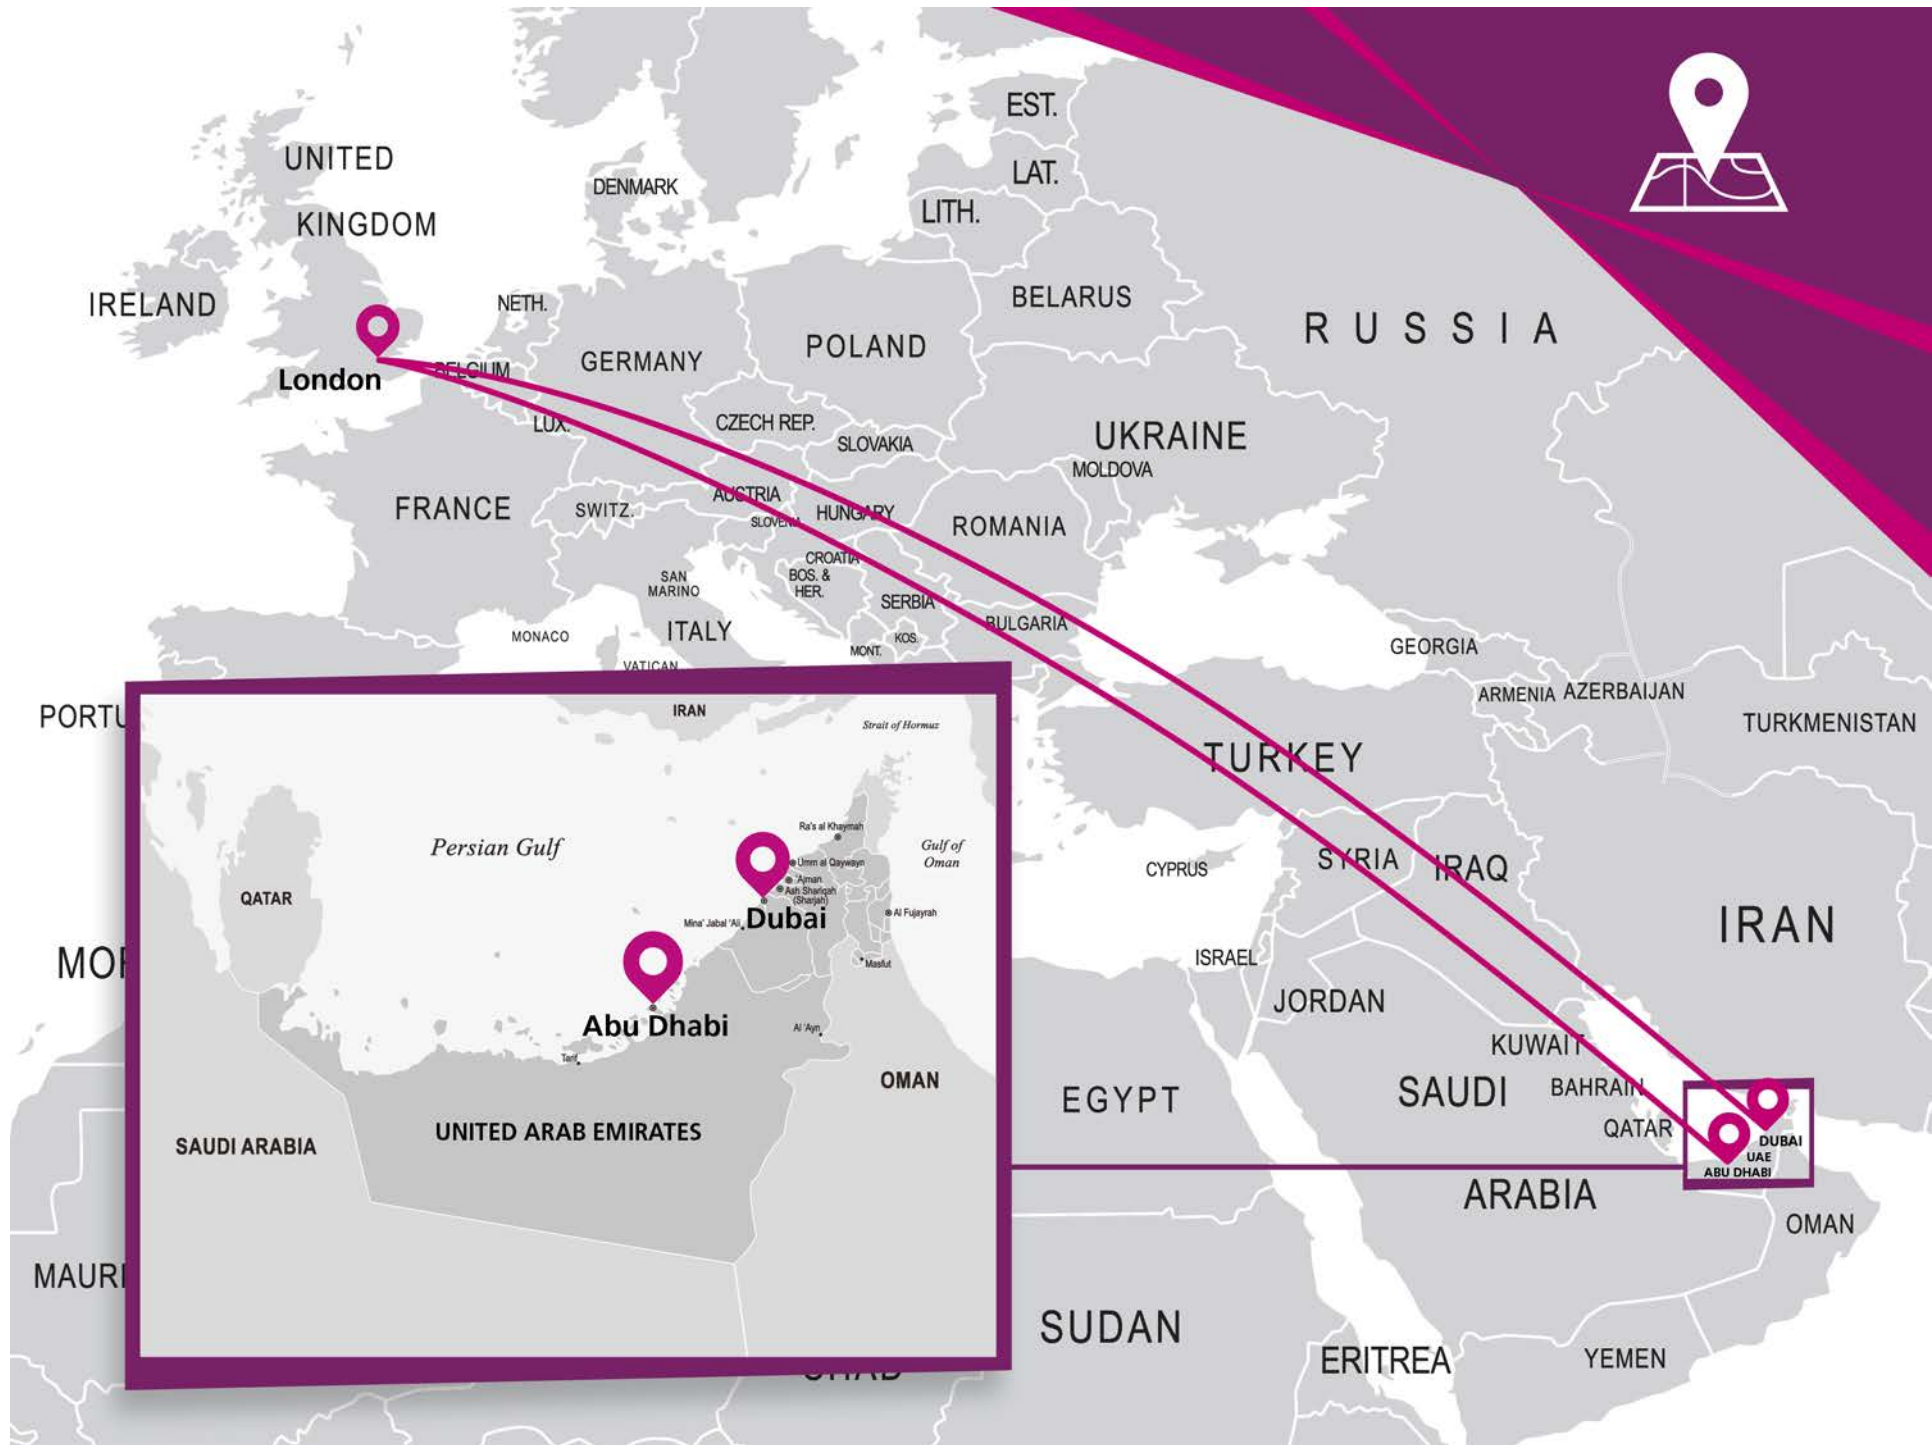 EST.
UNITED
LAT.
DENMARK
LITH.
KINGDOM
BELARUS
IRELAND
NETH.
RUSSIA
POLAND
GERMANY
BELGIUM
London
LUX.
CZECH REP.
SLOVAKIA
UKRAINE
MOLDOVA
AUSTRIA
FRANCE
SWITZ.
HUNGARY
SLOVENIA
ROMANIA
CROATIA
SAN
MARINO
BOS. &
HER.
SERBIA
BULGARIA
MONACO
ITALY
KOS.
MONT.
GEORGIA
VATICAN
ARMENIA
AZERBAIJAN
PORTU
TURKMENISTAN
TURKEY
SYRIA
IRAQ
CYPRUS
IRAN
ISRAEL
MOR
JORDAN
KUWAIT
SAUDI
BAHRAIN
EGYPT
QATAR
DUBAI
UAE
ABU DHABI
ARABIA
OMAN
MAURI
SUDAN
ERITREA
YEMEN
CHAD
IRAN
Strait of Hormuz
Ra's al Khaymah
Persian Gulf
Gulf of
Oman
Umm al Qaywayn
'Ajman
Ash Shariqah
(Sharjah)
QATAR
Al Fujayrah
Mina' Jabal 'Ali
Dubai
Masfut
Abu Dhabi
Al 'Ayn
Tarif
OMAN
UNITED ARAB EMIRATES
SAUDI ARABIA